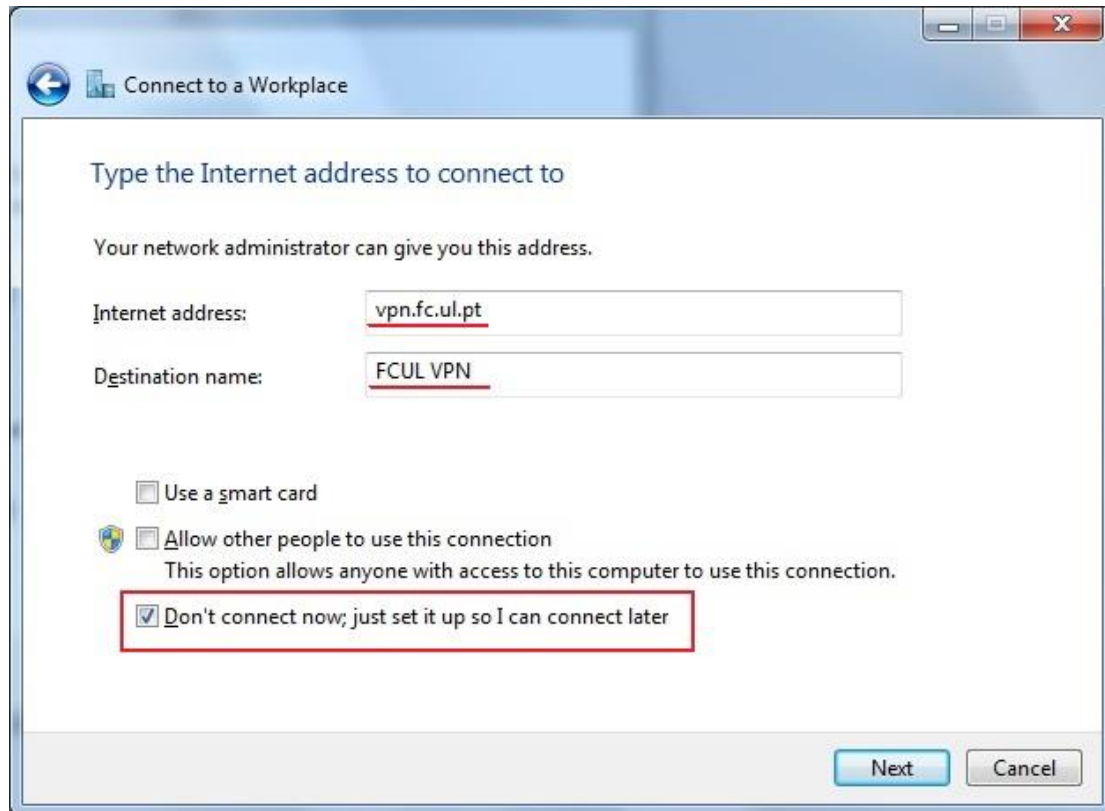 Connect to a Workplace
Type the Internet address to connect to
Your network administrator can give you this address.
Internet address: vpn.fc.ul.pt
Destination name: FCUL VPN
Use a smart card
Allow other people to use this connection
This option allows anyone with access to this computer to use this connection.
Don't connect now; just set it up so I can connect later
Next Cancel